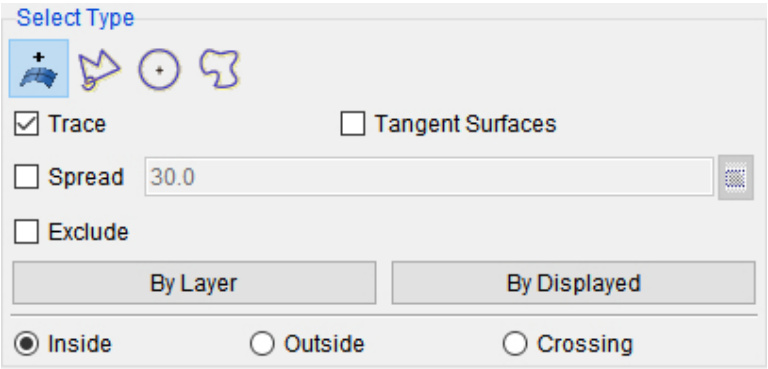 Select Type
Trace Tangent Surfaces
Spread 30.0
Exclude
By Layer By Displayed
Inside Outside Crossing